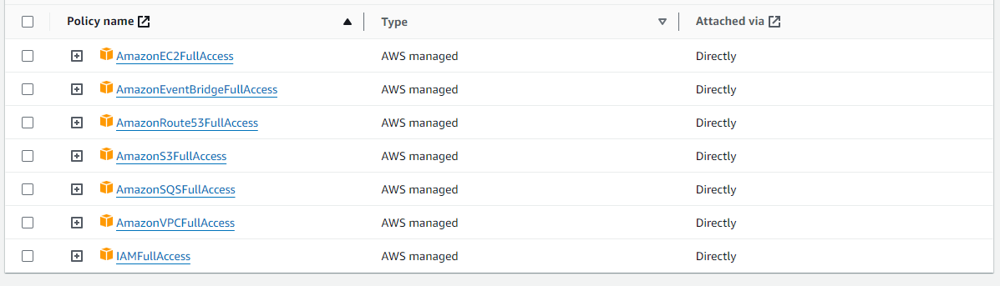 Policy name Type Attached via
AmazonEC2FullAccess AWS managed Directly
AmazonEventBridgeFullAccess AWS managed Directly
AmazonRoute53FullAccess AWS managed Directly
AmazonS3FullAccess AWS managed Directly
AmazonSQSFullAccess AWS managed Directly
AmazonVPCFullAccess AWS managed Directly
IAMFullAccess AWS managed Directly